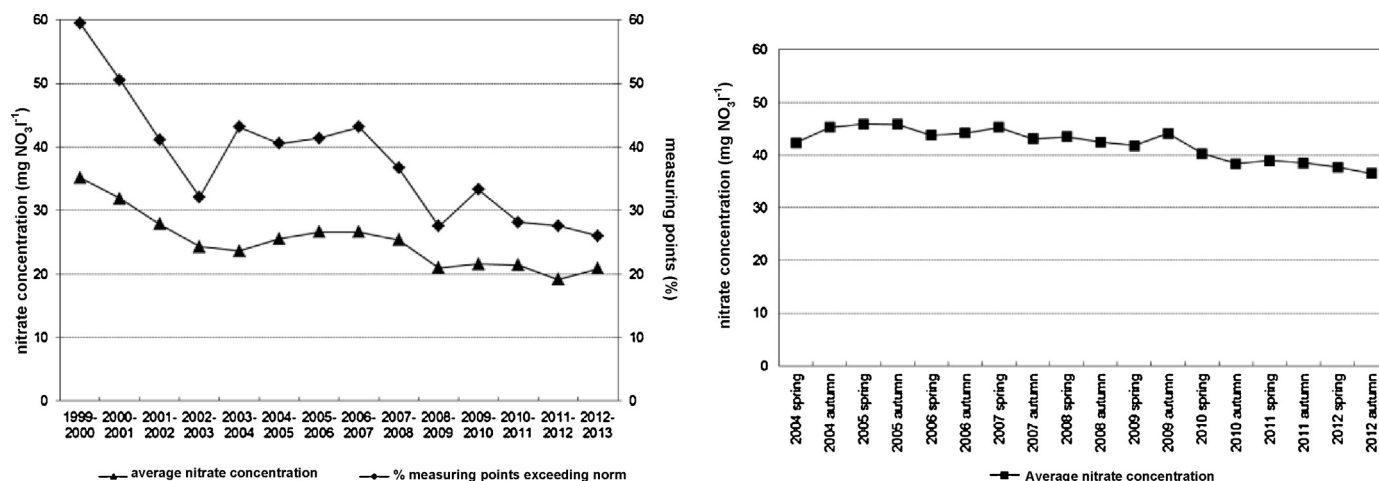 60
50
40
30
20
10
0
nitrate concentration (mg NO₃l⁻¹)
60
50
40
30
20
10
0
measuring points (%)
1999-
2000
2000-
2001
2001-
2002
2002-
2003
2003-
2004
2004-
2005
2005-
2006
2006-
2007
2007-
2008
2008-
2009
2009-
2010
2010-
2011
2011-
2012
2012-
2013
average nitrate concentration
% measuring points exceeding norm
60
50
40
30
20
10
0
nitrate concentration (mg NO₃l⁻¹)
2004 spring
2004 autumn
2005 spring
2005 autumn
2006 spring
2006 autumn
2007 spring
2007 autumn
2008 spring
2008 autumn
2009 spring
2009 autumn
2010 spring
2010 autumn
2011 spring
2011 autumn
2012 spring
2012 autumn
Average nitrate concentration